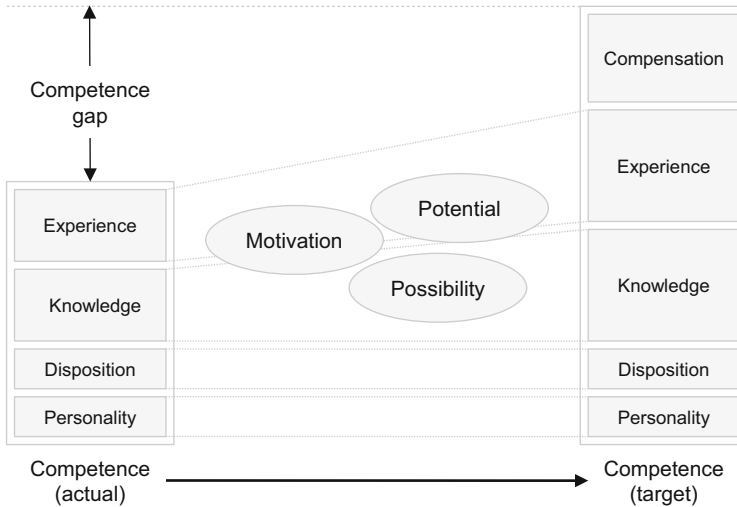 Competence
gap
Experience
Knowledge
Disposition
Personality
Competence
(actual)
Motivation
Potential
Possibility
Compensation
Experience
Knowledge
Disposition
Personality
Competence
(target)